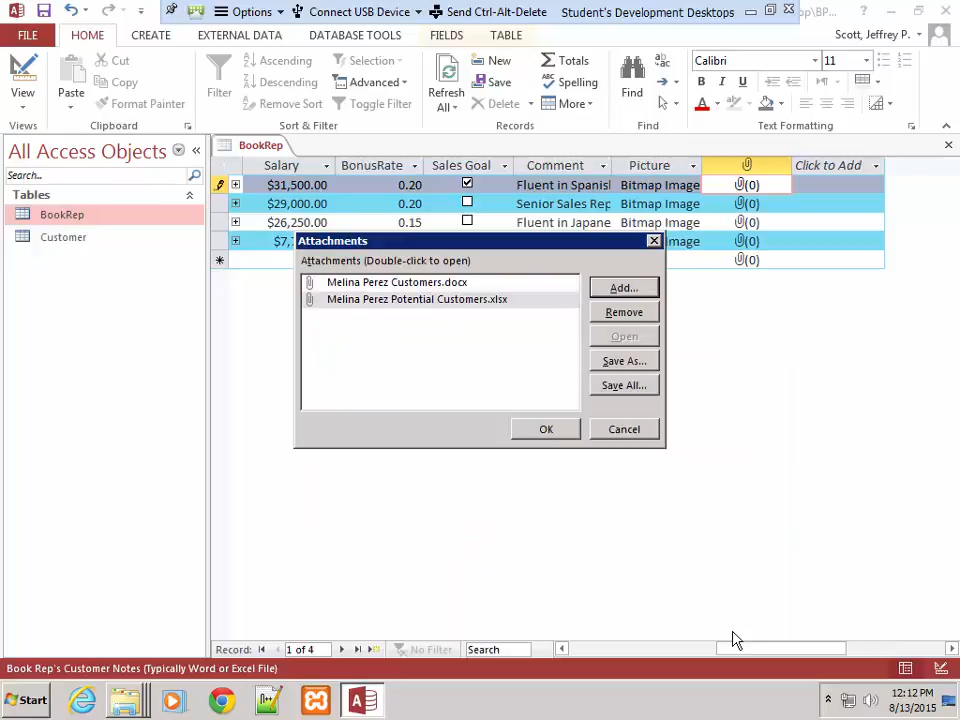 Options Connect USB Device Send Ctrl-Alt-Delete Student's Development Desktops
FILE HOME CREATE EXTERNAL DATA DATABASE TOOLS FIELDS TABLE Scott, Jeffrey P.
View
Views
Paste
Cut
Copy
Format Painter
Clipboard
Filter
Ascending
Descending
Remove Sort
Selection
Advanced
Toggle Filter
Sort & Filter
Refresh
All
New
Save
Delete
Totals
Spelling
More
Records
Find
Find
Calibri 11
B I U
A
Text Formatting
All Access Objects
Search...
Tables
BookRep
Customer
BookRep
Salary BonusRate Sales Goal Comment Picture Click to Add
$31,500.00 0.20 Fluent in Spanish Bitmap Image (0)
$29,000.00 0.20 Senior Sales Rep Bitmap Image (0)
$26,250.00 0.15 Fluent in Japane Bitmap Image (0)
$7, Image (0)
(0)
Attachments
Attachments (Double-click to open)
Melina Perez Customers.docx
Melina Perez Potential Customers.xlsx
Add...
Remove
Open
Save As...
Save All...
OK Cancel
Record: 1 of 4 No Filter Search
Book Rep's Customer Notes (Typically Word or Excel File)
Start
12:12 PM
8/13/2015